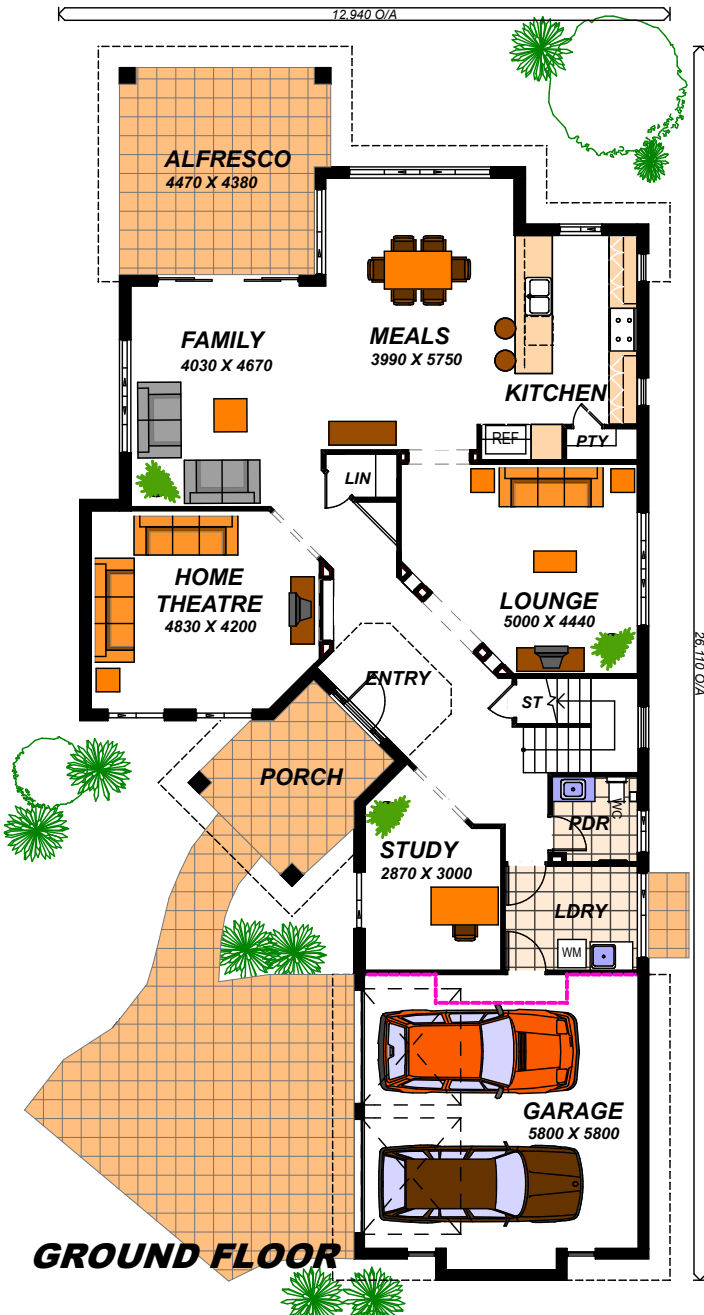 12.940 O/A
ALFRESCO
4470 X 4380
FAMILY
4030 X 4670
MEALS
3990 X 5750
KITCHEN
REF
PTY
LIN
HOME
THEATRE
4830 X 4200
LOUNGE
5000 X 4440
26.110 O/A
ENTRY
ST
PORCH
WC
PDR
STUDY
2870 X 3000
LDRY
WM
GARAGE
5800 X 5800
GROUND FLOOR